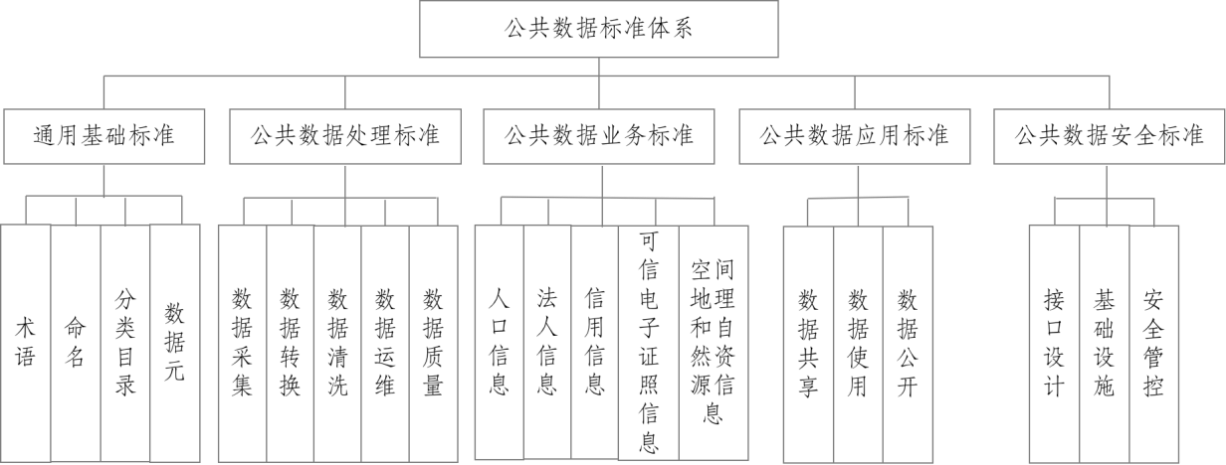 公共数据标准体系
通用基础标准
公共数据处理标准
公共数据业务标准
公共数据应用标准
公共数据安全标准
术语
命名
分类目录
数据元
数据采集
数据转换
数据清洗
数据运维
数据质量
人口信息
法人信息
信用信息
可信电子证照信息
空间地理和自然资源信息
数据共享
数据使用
数据公开
接口设计
基础设施
安全管控